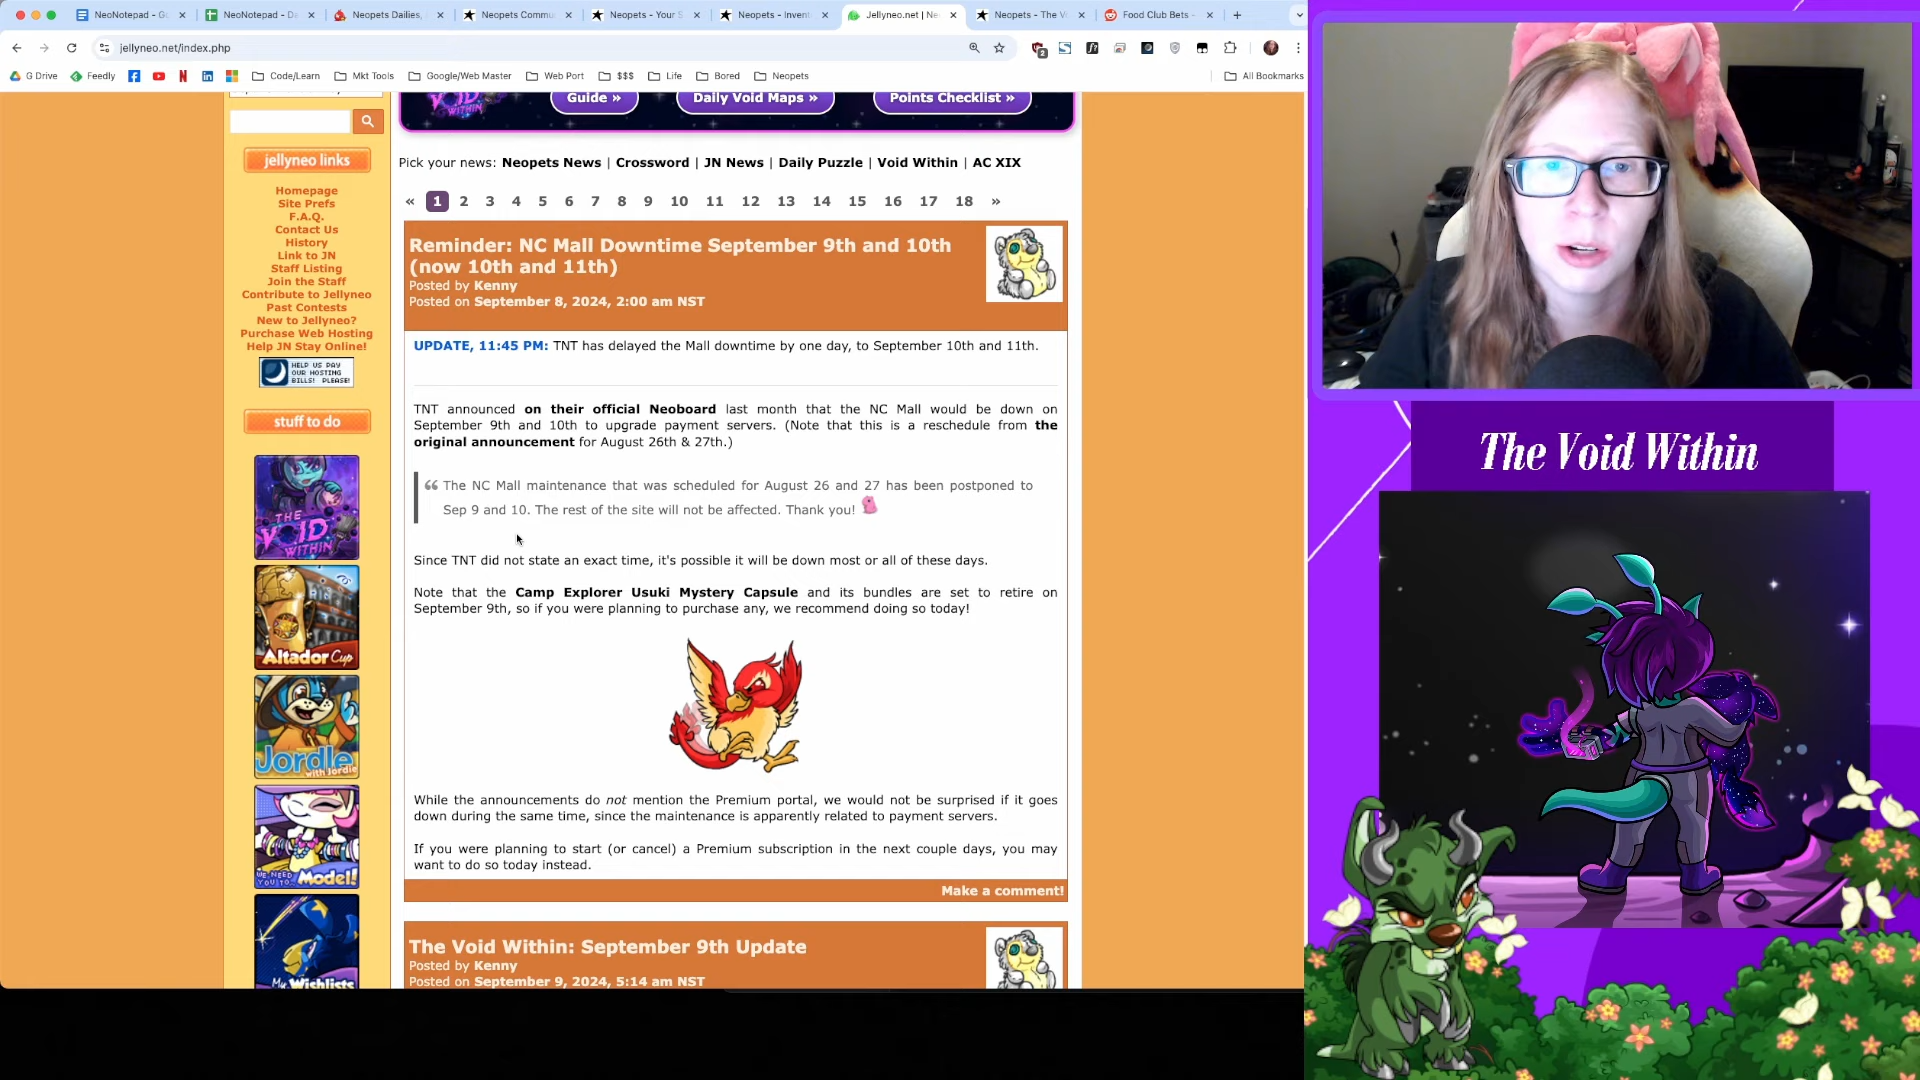 NeoNotepad - Go
NeoNotepad - D
Neopets Dailies,
Neopets Commu
Neopets - Your S
Neopets - Invent
Jellyneo.net | Ne
Neopets - The V
Food Club Bets -
jellyneo.net/index.php
G Drive
Feedly
Code/Learn
Mkt Tools
Google/Web Master
Web Port
$$$
Life
Bored
Neopets
All Bookmarks
VOID
WITHIN
Guide »
Daily Void Maps »
Points Checklist »
jellyneo links
Homepage
Site Prefs
F.A.Q.
Contact Us
History
Link to JN
Staff Listing
Join the Staff
Contribute to Jellyneo
Past Contests
New to Jellyneo?
Purchase Web Hosting
Help JN Stay Online!
HELP US PAY
OUR HOSTING
BILLS! PLEASE!
stuff to do
THE
VOID
WITHIN
Altador Cup
Jordle
with Jordie
WE NEED
YOU TO...
Model!
My Wishlists
Pick your news: Neopets News | Crossword | JN News | Daily Puzzle | Void Within | AC XIX
« 1 2 3 4 5 6 7 8 9 10 11 12 13 14 15 16 17 18 »
Reminder: NC Mall Downtime September 9th and 10th
(now 10th and 11th)
Posted by Kenny
Posted on September 8, 2024, 2:00 am NST
UPDATE, 11:45 PM: TNT has delayed the Mall downtime by one day, to September 10th and 11th.
TNT announced on their official Neoboard last month that the NC Mall would be down on
September 9th and 10th to upgrade payment servers. (Note that this is a reschedule from the
original announcement for August 26th & 27th.)
“ The NC Mall maintenance that was scheduled for August 26 and 27 has been postponed to
Sep 9 and 10. The rest of the site will not be affected. Thank you!
Since TNT did not state an exact time, it's possible it will be down most or all of these days.
Note that the Camp Explorer Usuki Mystery Capsule and its bundles are set to retire on
September 9th, so if you were planning to purchase any, we recommend doing so today!
While the announcements do not mention the Premium portal, we would not be surprised if it goes
down during the same time, since the maintenance is apparently related to payment servers.
If you were planning to start (or cancel) a Premium subscription in the next couple days, you may
want to do so today instead.
Make a comment!
The Void Within: September 9th Update
Posted by Kenny
Posted on September 9, 2024, 5:14 am NST
The Void Within